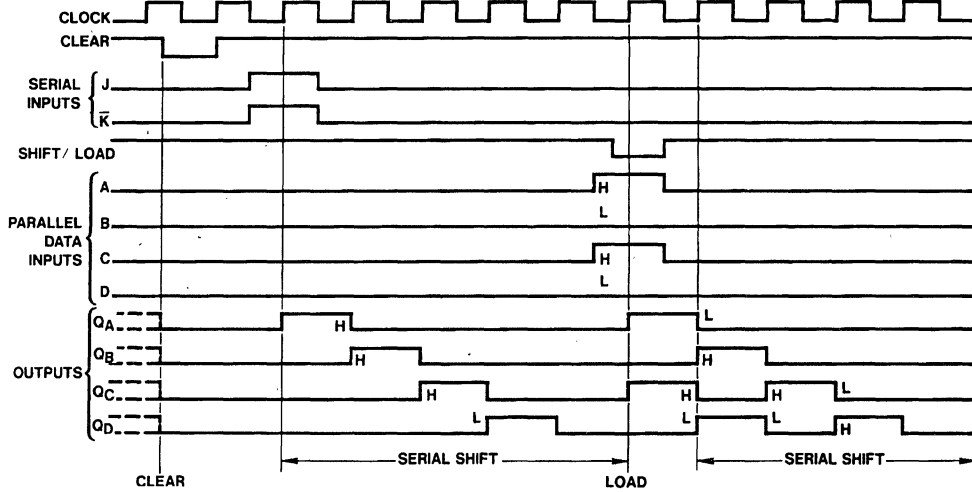 CLOCK
CLEAR
SERIAL
INPUTS
J
K̅
SHIFT/ LOAD
PARALLEL
DATA
INPUTS
A
H
B
L
C
H
D
L
OUTPUTS
QA
H
L
QB
H
H
QC
H
H
H
L
QD
L
L
L
H
SERIAL SHIFT
SERIAL SHIFT
CLEAR
LOAD